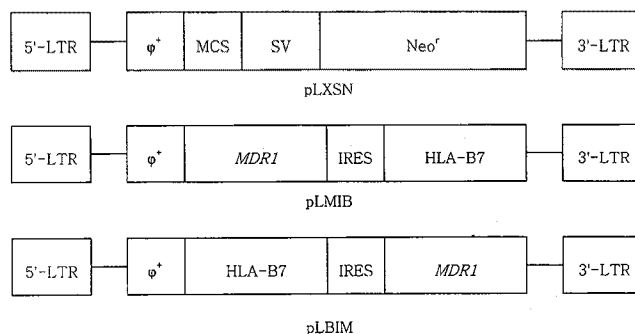 5'-LTR φ⁺ MCS SV Neoʳ 3'-LTR
pLXSN
5'-LTR φ⁺ MDR1 IRES HLA-B7 3'-LTR
pLMIB
5'-LTR φ⁺ HLA-B7 IRES MDR1 3'-LTR
pLBIM